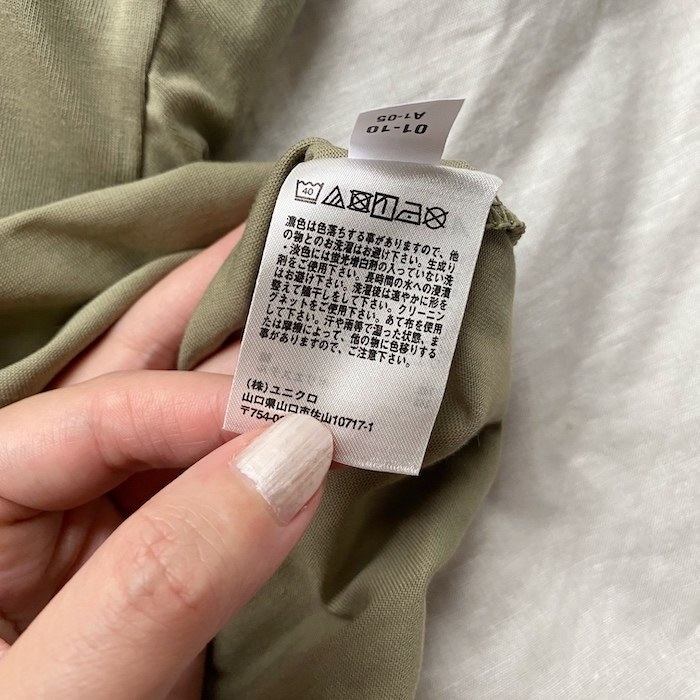 01-10
A1-05
40
濃色は色落ちする事がありますので、他
の物とのお洗濯はお避け下さい。生成り
・淡色には蛍光増白剤の入っていない洗
剤をご使用下さい。長時間の水への浸漬
はお避け下さい。洗濯後は速やかに形を
整えて陰干しをして下さい。クリーニン
グネットをご使用下さい。あて布を使用
して下さい。汗や雨等で湿った状態、ま
たは摩擦によって、他の物に色移りする
事がありますので、ご注意下さい。
(株)ユニクロ
山口県山口市佐山10717-1
〒754-0